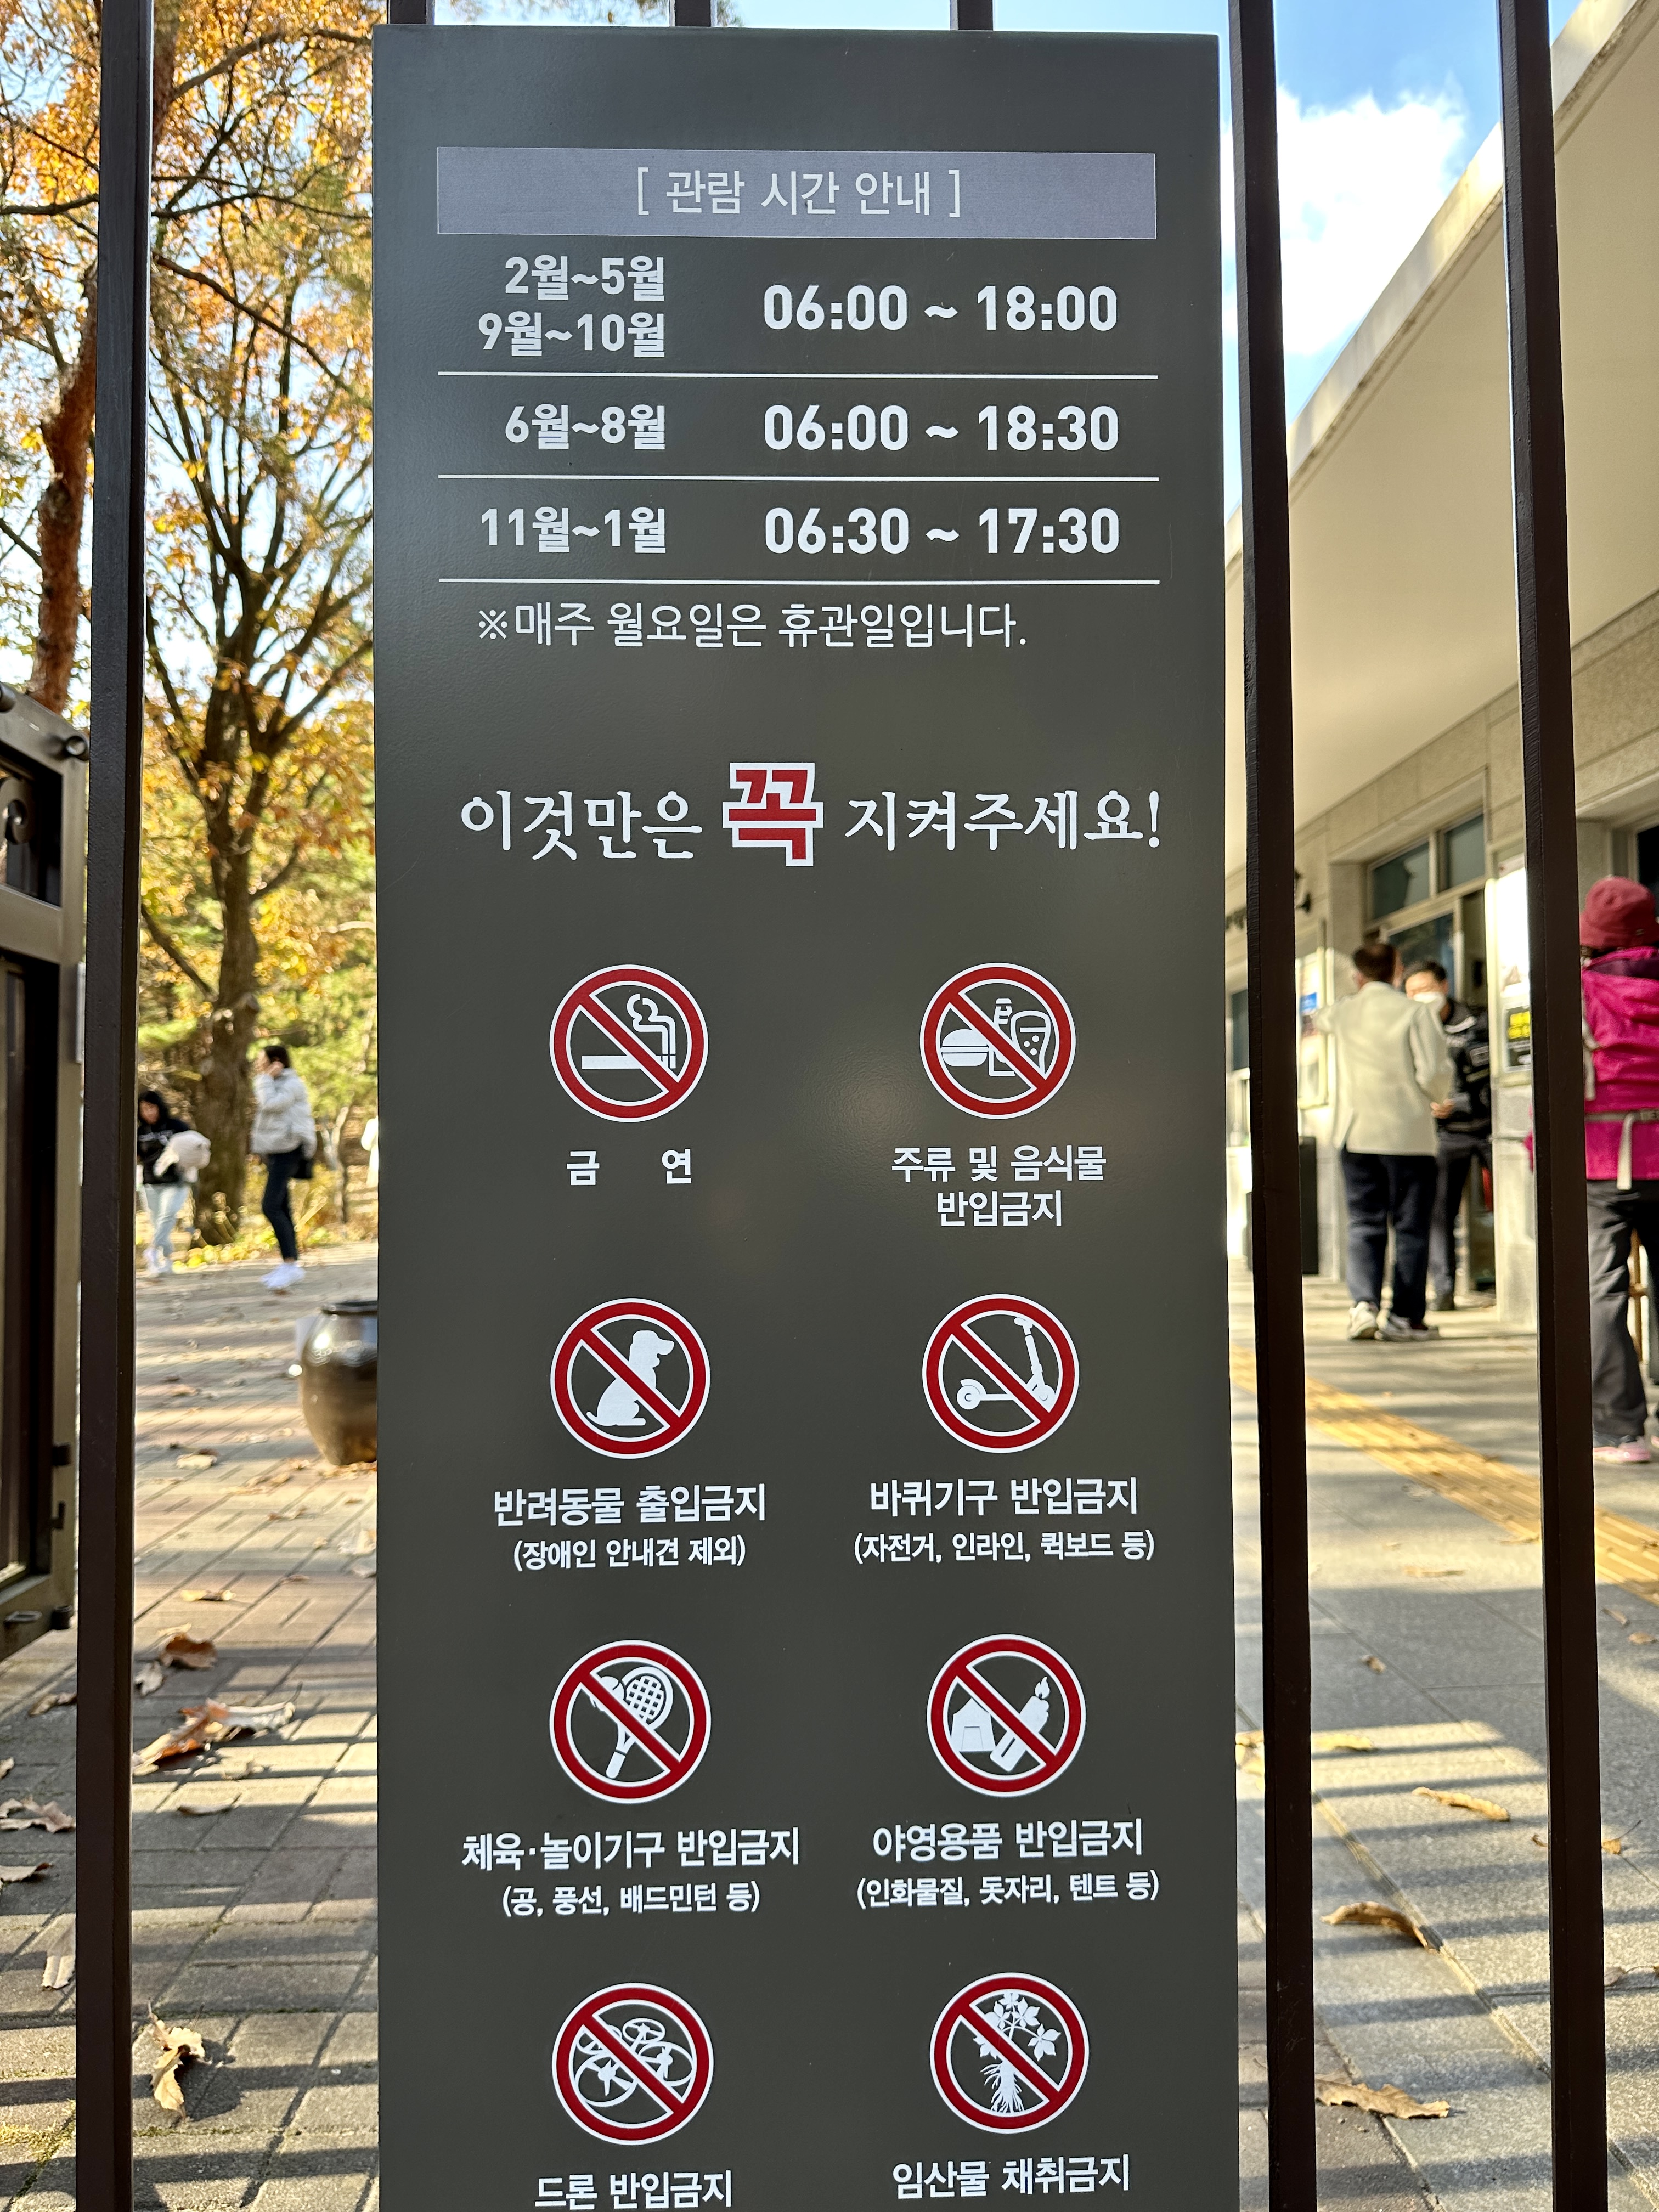 [ 관람 시간 안내 ]
2월~5월
9월~10월
06:00 ~ 18:00
6월~8월 06:00 ~ 18:30
11월~1월 06:30 ~ 17:30
※매주 월요일은 휴관일입니다.
이것만은 꼭 지켜주세요!
금 연
주류 및 음식물
반입금지
반려동물 출입금지
(장애인 안내견 제외)
바퀴기구 반입금지
(자전거, 인라인, 퀵보드 등)
체육·놀이기구 반입금지
(공, 풍선, 배드민턴 등)
야영용품 반입금지
(인화물질, 돗자리, 텐트 등)
드론 반입금지
임산물 채취금지